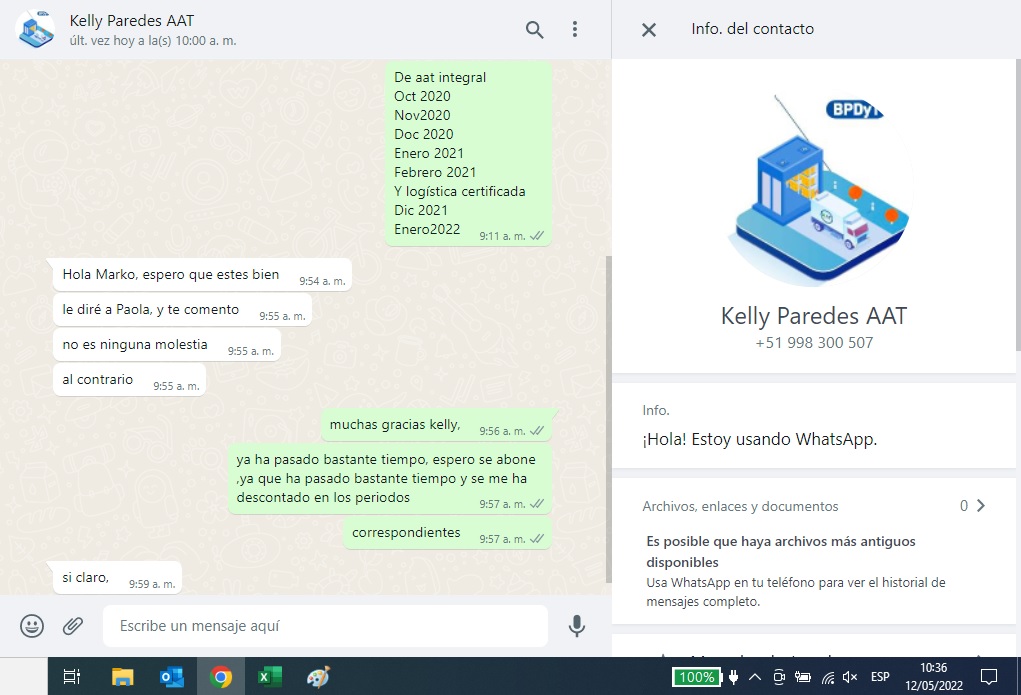 Kelly Paredes AAT
últ. vez hoy a la(s) 10:00 a. m.
De aat integral
Oct 2020
Nov2020
Doc 2020
Enero 2021
Febrero 2021
Y logística certificada
Dic 2021
Enero2022
9:11 a. m.
Hola Marko, espero que estes bien
9:54 a. m.
le diré a Paola, y te comento
9:55 a. m.
no es ninguna molestia
9:55 a. m.
al contrario
9:55 a. m.
muchas gracias kelly,
9:56 a. m.
ya ha pasado bastante tiempo, espero se abone
,ya que ha pasado bastante tiempo y se me ha
descontado en los periodos
9:57 a. m.
correspondientes
9:57 a. m.
si claro,
9:59 a. m.
Escribe un mensaje aquí
Info. del contacto
BPDy
Kelly Paredes AAT
+51 998 300 507
Info.
¡Hola! Estoy usando WhatsApp.
Archivos, enlaces y documentos
0
Es posible que haya archivos más antiguos
disponibles
Usa WhatsApp en tu teléfono para ver el historial de
mensajes completo.
100%
ESP
10:36
12/05/2022